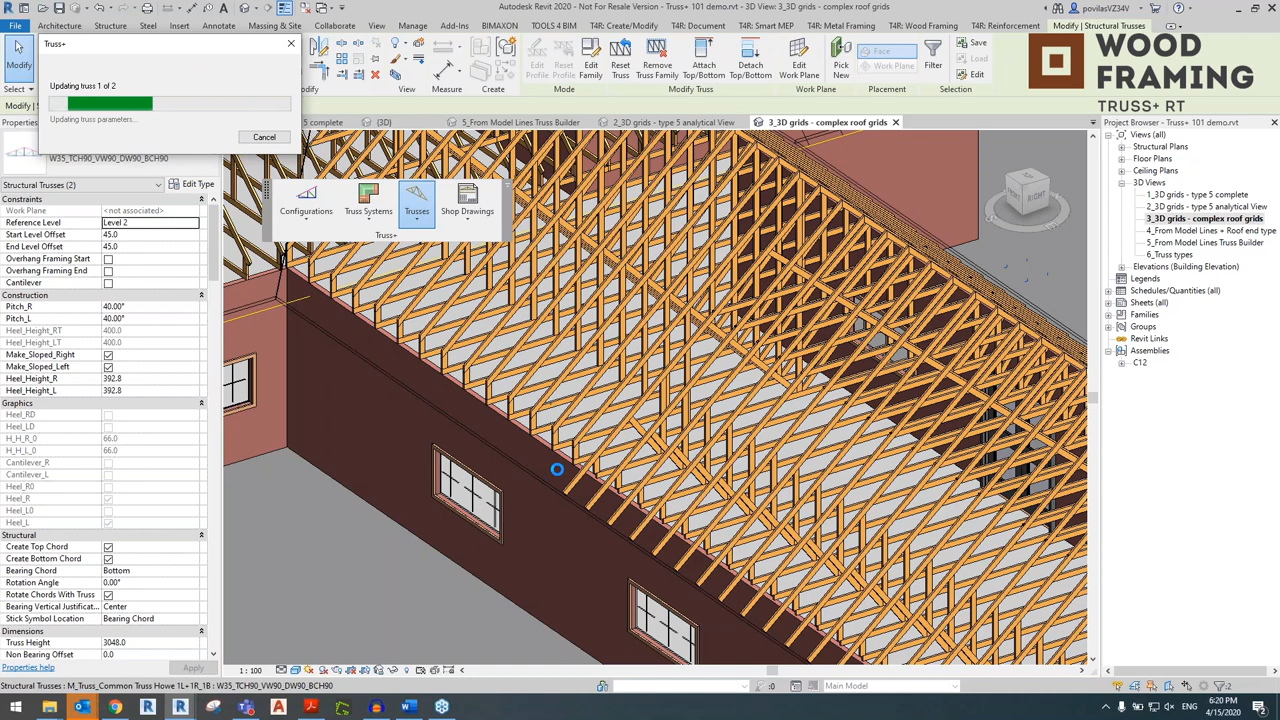 Autodesk Revit 2020 - Not For Resale Version - Truss+ 101 demo.rvt - 3D View: 3_3D grids - complex roof grids
povilasVZ34V
File Architecture Structure Steel Insert Annotate Massing & Site Collaborate View Manage Add-Ins BIMAXON TOOLS 4 BIM T4R: Create/Modify T4R: Document T4R: Smart MEP T4R: Metal Framing T4R: Wood Framing T4R: Reinforcement Modify | Structural Trusses
Truss+
Updating truss 1 of 2
Updating truss parameters...
Cancel
Modify
Select
Edit Profile
Reset Profile
Edit Family
Reset Truss
Remove Truss Family
Attach Top/Bottom
Detach Top/Bottom
Edit Work Plane
Face
Work Plane
Pick New
Filter
Save
Load
Edit
View Measure Create Mode Modify Truss Placement Selection
WOOD
FRAMING
TRUSS+ RT
{3D}
5_From Model Lines Truss Builder
2_3D grids - type 5 analytical View
3_3D grids - complex roof grids
W35_TCH90_VW90_DW90_BCH90
Structural Trusses (2)
Edit Type
Constraints
Work Plane <not associated>
Reference Level Level 2
Start Level Offset 45.0
End Level Offset 45.0
Overhang Framing Start
Overhang Framing End
Cantilever
Construction
Pitch_R 40.00°
Pitch_L 40.00°
Heel_Height_RT 400.0
Heel_Height_LT 400.0
Make_Sloped_Right
Make_Sloped_Left
Heel_Height_R 392.8
Heel_Height_L 392.8
Graphics
Heel_RD
Heel_LD
H_H_R_0 66.0
H_H_L_0 66.0
Cantilever_R
Cantilever_L
Heel_R0
Heel_R
Heel_L0
Heel_L
Structural
Create Top Chord
Create Bottom Chord
Bearing Chord Bottom
Rotation Angle 0.00°
Rotate Chords With Truss
Bearing Vertical Justificat... Center
Stick Symbol Location Bearing Chord
Dimensions
Truss Height 3048.0
Non Bearing Offset 0.0
Properties help
Apply
Configurations
Truss Systems
Trusses
Shop Drawings
Truss+
FRONT
RIGHT
Project Browser - Truss+ 101 demo.rvt
Views (all)
Structural Plans
Floor Plans
Ceiling Plans
3D Views
1_3D grids - type 5 complete
2_3D grids - type 5 analytical View
3_3D grids - complex roof grids
4_From Model Lines + Roof end type
5_From Model Lines Truss Builder
6_Truss types
Elevations (Building Elevation)
Legends
Schedules/Quantities (all)
Sheets (all)
Families
Groups
Revit Links
Assemblies
C12
1 : 100
Structural Trusses : M_Truss_Common Truss Howe 1L+1R_1B : W35_TCH90_VW90_DW90_BCH90
:0
Main Model
:2
ENG
6:20 PM
4/15/2020